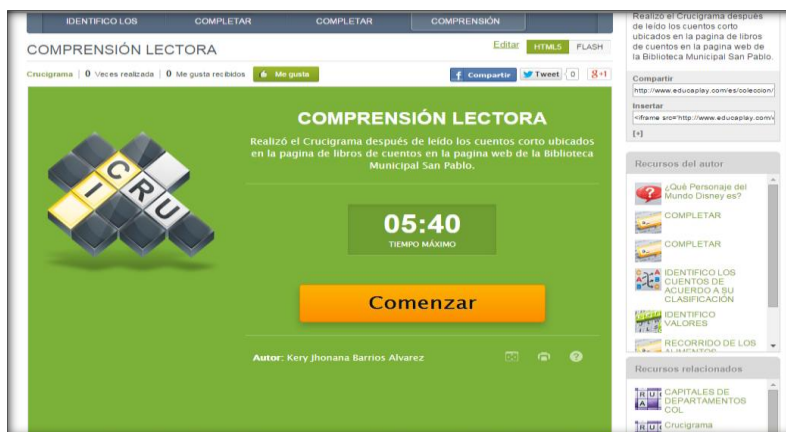 IDENTIFICO LOS
COMPLETAR
COMPLETAR
COMPRENSIÓN
COMPRENSIÓN LECTORA
Editar
HTML5
FLASH
Crucigrama | 0 Veces realizada | 0 Me gusta recibidos
Me gusta
Compartir
Tweet
0
g+1
COMPRENSIÓN LECTORA
Realizó el Crucigrama después de leído los cuentos corto ubicados
en la pagina de libros de cuentos en la pagina web de la Biblioteca
Municipal San Pablo.
C
I
R
U
05:40
TIEMPO MÁXIMO
Comenzar
Autor: Kery Jhonana Barrios Alvarez
Realizó el Crucigrama después
de leído los cuentos corto
ubicados en la pagina de libros
de cuentos en la pagina web de
la Biblioteca Municipal San Pablo.
Compartir
http://www.educaplay.com/es/coleccion/
Insertar
<iframe src='http://www.educaplay.com/
[+]
Recursos del autor
¿Qué Personaje del
Mundo Disney es?
COMPLETAR
COMPLETAR
IDENTIFICO LOS
CUENTOS DE
ACUERDO A SU
CLASIFICACIÓN
IDENTIFICO
VALORES
RECORRIDO DE LOS
ALIMENTOS
Recursos relacionados
CAPITALES DE
DEPARTAMENTOS
COL
Crucigrama